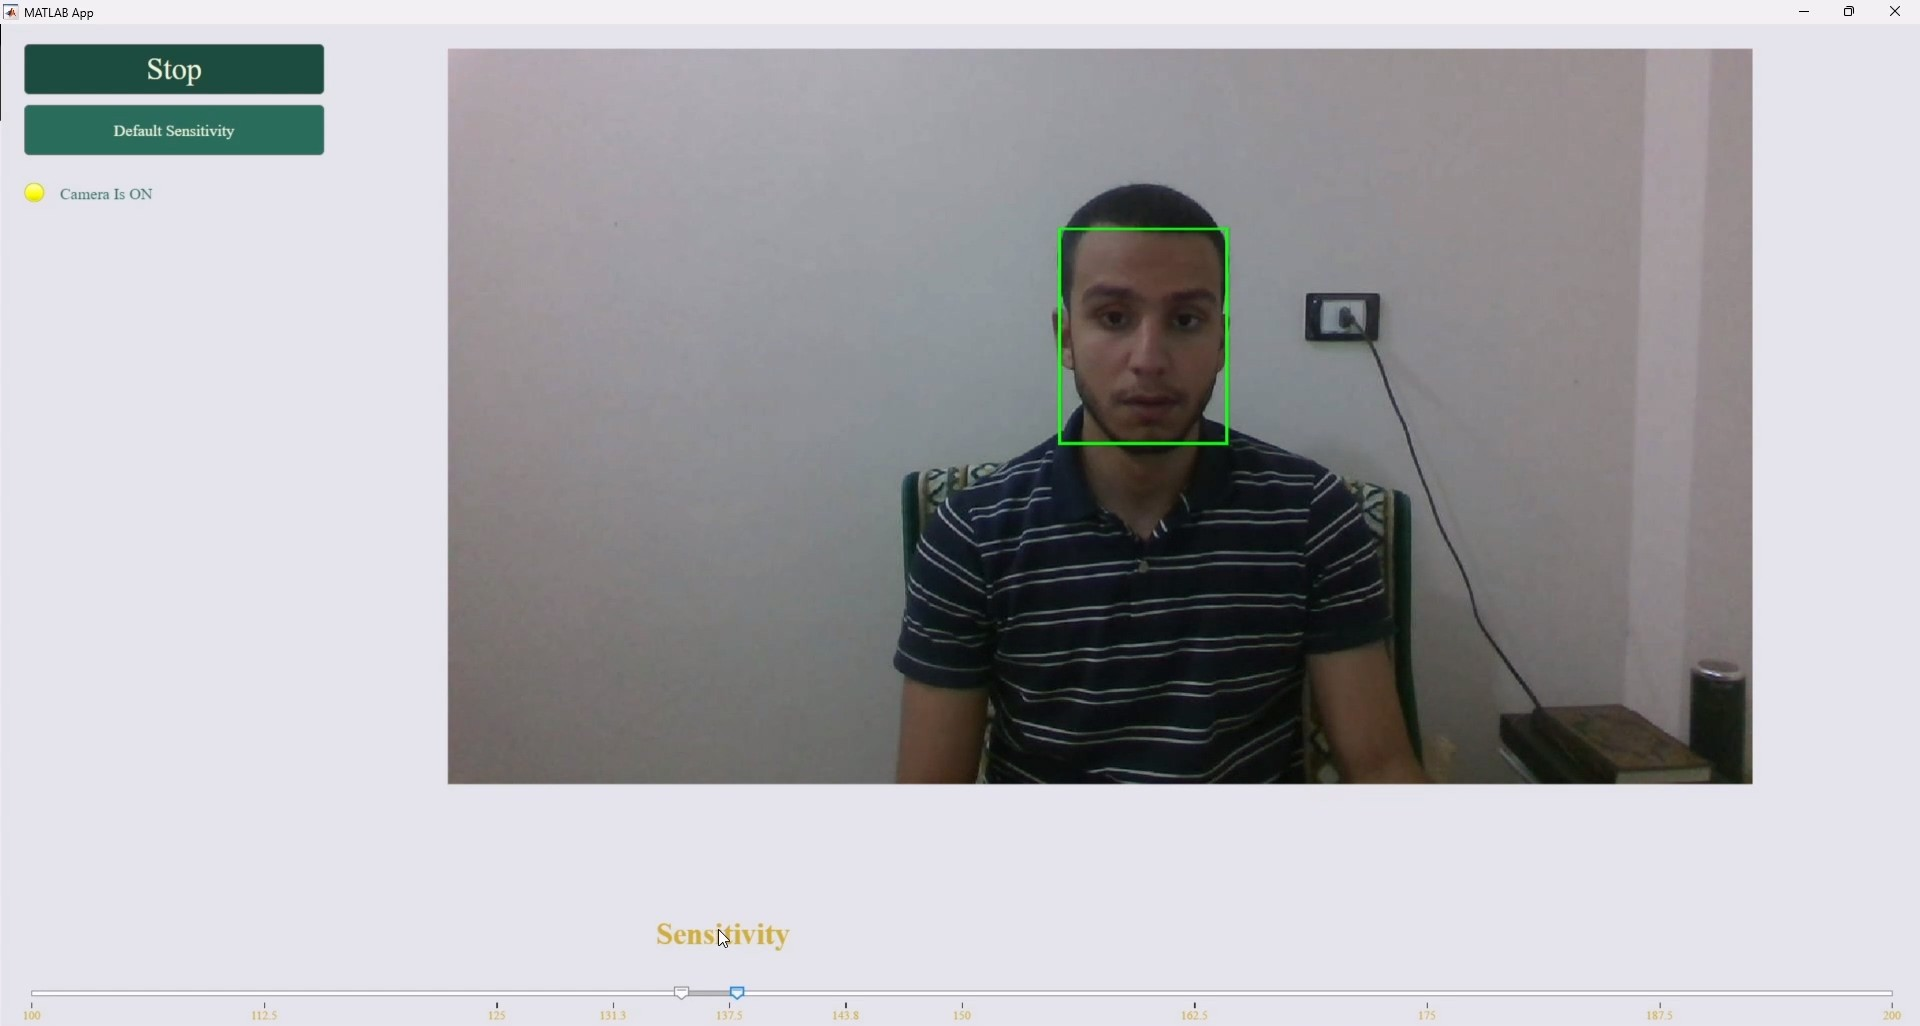 MATLAB App
Stop
Default Sensitivity
Camera Is ON
Sensitivity
100 112.5 125 131.3 137.5 143.8 150 162.5 175 187.5 200